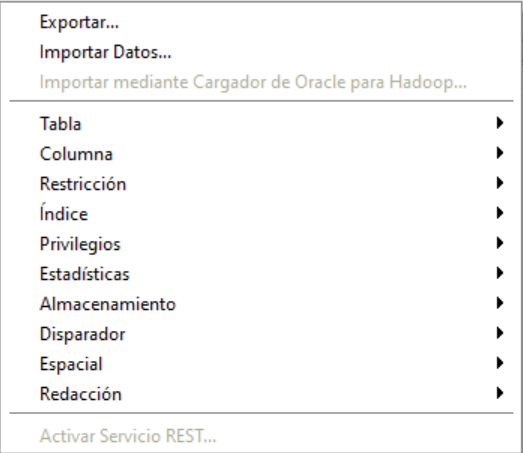 Exportar...
Importar Datos...
Importar mediante Cargador de Oracle para Hadoop...
Tabla
Columna
Restricción
Índice
Privilegios
Estadísticas
Almacenamiento
Disparador
Espacial
Redacción
Activar Servicio REST...